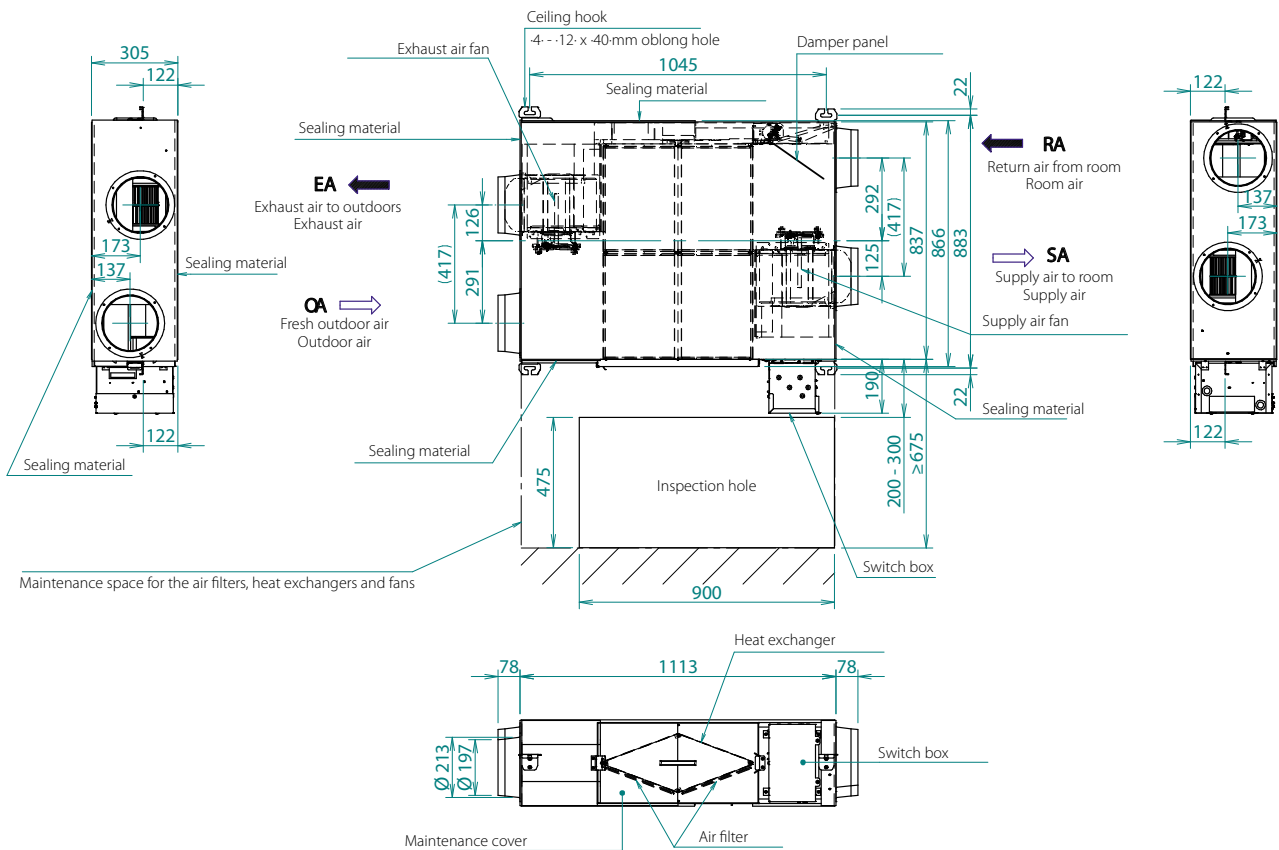 Ceiling hook
·4· - ·12· x ·40·mm oblong hole
Exhaust air fan
Damper panel
305
122
1045
Sealing material
22
122
Sealing material
RA
Return air from room
Room air
EA
Exhaust air to outdoors
Exhaust air
126
(417)
291
292
(417)
125
837
866
883
137
173
173
137
Sealing material
SA
Supply air to room
Supply air
OA
Fresh outdoor air
Outdoor air
Supply air fan
190
22
Sealing material
122
122
Sealing material
Sealing material
475
Inspection hole
200 - 300
≥675
Switch box
Maintenance space for the air filters, heat exchangers and fans
900
Heat exchanger
78
1113
78
Ø 213
Ø 197
Switch box
Maintenance cover
Air filter